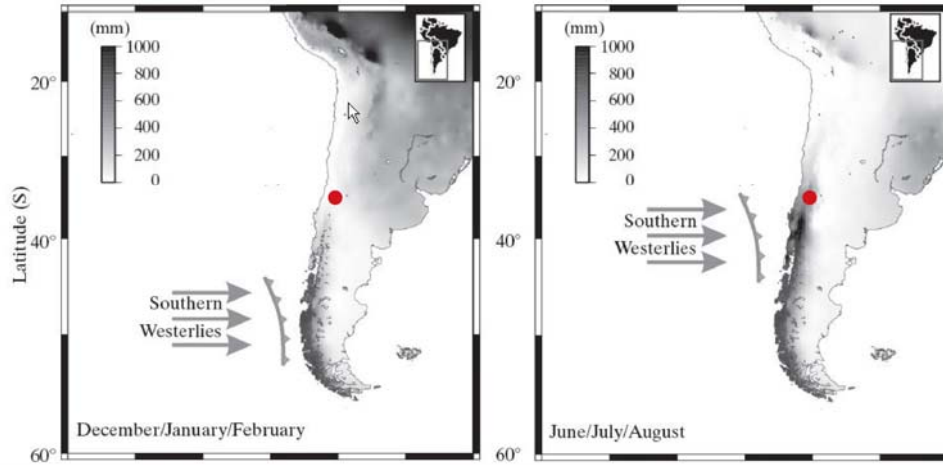 (mm)
1000
800
600
400
200
0
20°
40°
60°
Latitude (S)
Southern
Westerlies
December/January/February
(mm)
1000
800
600
400
200
0
20°
40°
60°
Southern
Westerlies
June/July/August